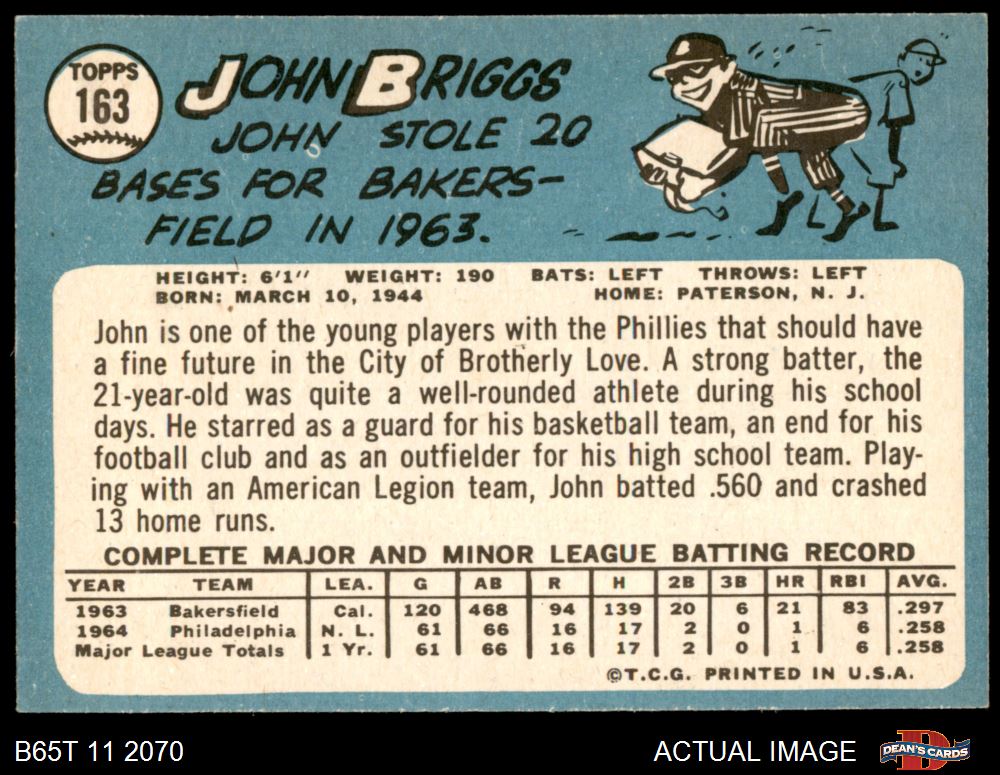 TOPPS
163
JOHN BRIGGS
JOHN STOLE 20
BASES FOR BAKERS-
FIELD IN 1963.
HEIGHT: 6'1" WEIGHT: 190 BATS: LEFT THROWS: LEFT
BORN: MARCH 10, 1944 HOME: PATERSON, N. J.
John is one of the young players with the Phillies that should have
a fine future in the City of Brotherly Love. A strong batter, the
21-year-old was quite a well-rounded athlete during his school
days. He starred as a guard for his basketball team, an end for his
football club and as an outfielder for his high school team. Play-
ing with an American Legion team, John batted .560 and crashed
13 home runs.
COMPLETE MAJOR AND MINOR LEAGUE BATTING RECORD
YEAR TEAM LEA. G AB R H 2B 3B HR RBI AVG.
1963 Bakersfield Cal. 120 468 94 139 20 6 21 83 .297
1964 Philadelphia N. L. 61 66 16 17 2 0 1 6 .258
Major League Totals 1 Yr. 61 66 16 17 2 0 1 6 .258
©T.C.G. PRINTED IN U.S.A.
B65T 11 2070 ACTUAL IMAGE DEAN'S CARDS